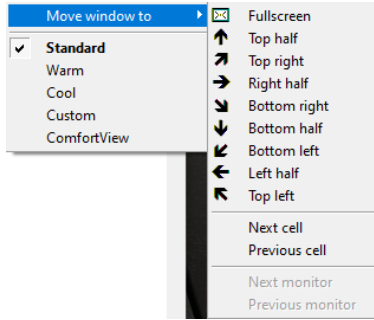 Move window to
Standard
Warm
Cool
Custom
ComfortView
Fullscreen
Top half
Top right
Right half
Bottom right
Bottom half
Bottom left
Left half
Top left
Next cell
Previous cell
Next monitor
Previous monitor